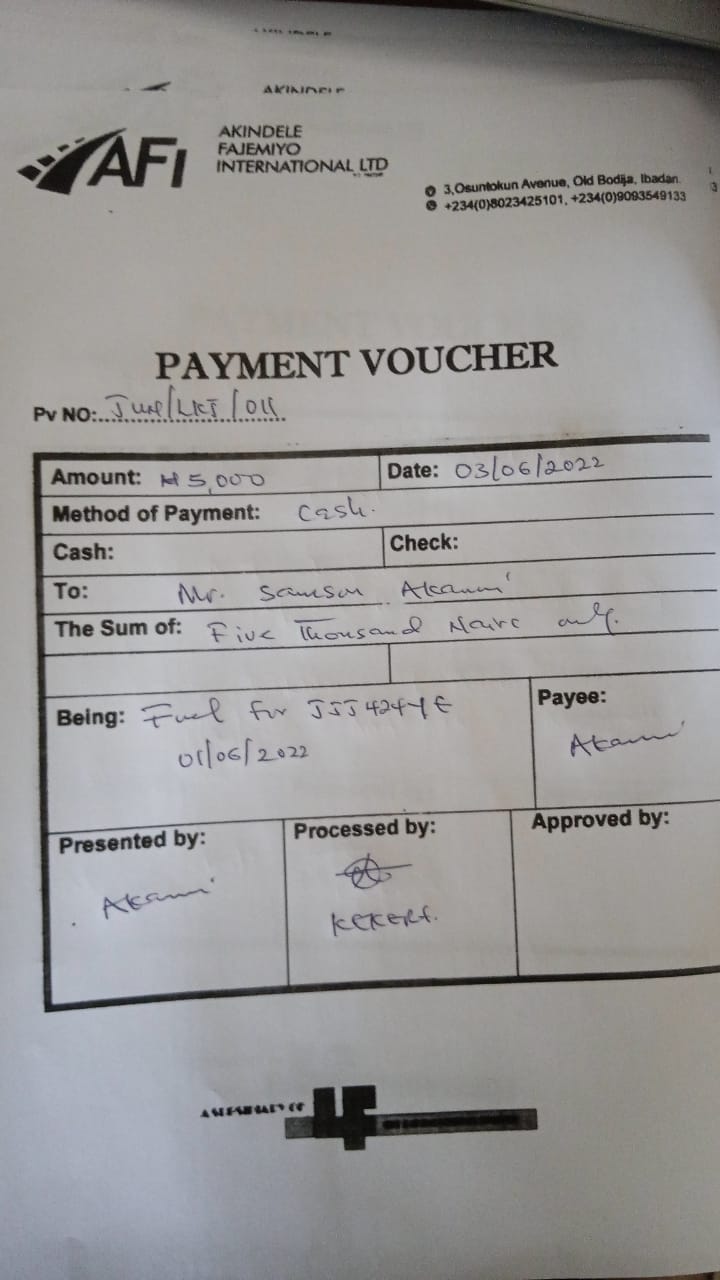 AKINDELE
AFI
AKINDELE
FAJEMIYO
INTERNATIONAL LTD
3,Osuntokun Avenue, Old Bodija, Ibadan.
+234(0)8023425101, +234(0)9093549133
PAYMENT VOUCHER
Pv NO: JUN/LKJ/011
Amount: ₦5,000 Date: 03/06/2022
Method of Payment: Cash.
Cash: Check:
To: Mr. Samson Akanni
The Sum of: Five Thousand Naira only.
Being: Fuel for JJJ424YE Payee:
01/06/2022 Akanni
Presented by: Processed by: Approved by:
Akanni
KEKERE.
A SUBSIDIARY OF